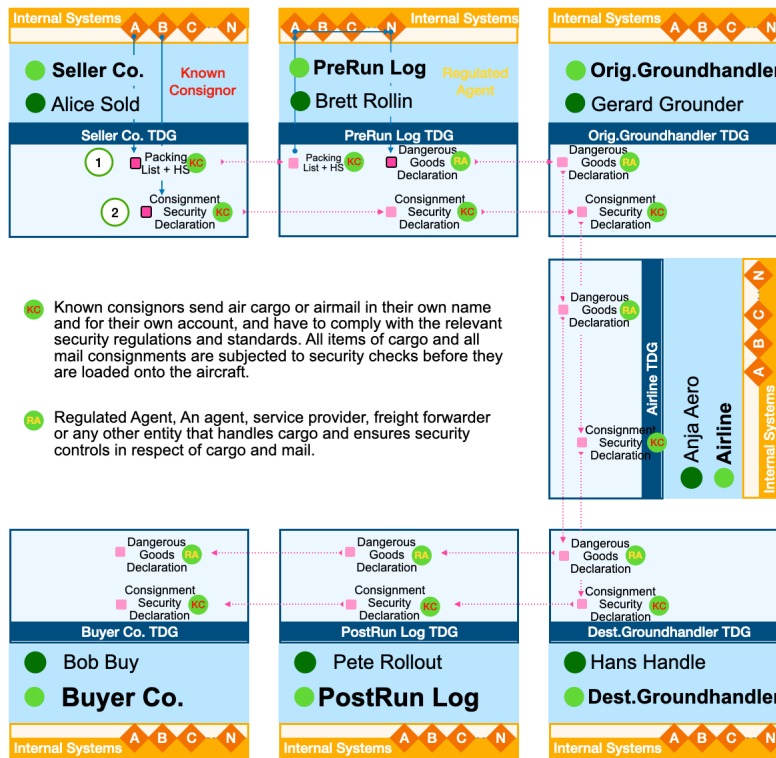 Internal Systems
A B C N
Seller Co.
Known
Consignor
Alice Sold
Seller Co. TDG
1
Packing
List + HS
KC
2
Consignment
Security
Declaration
KC
Internal Systems
A B C N
PreRun Log
Regulated
Agent
Brett Rollin
PreRun Log TDG
Packing
List + HS
KC
Dangerous
Goods
Declaration
RA
Consignment
Security
Declaration
KC
Internal Systems
A B C N
Orig.Groundhandler
Gerard Grounder
Orig.Groundhandler TDG
Dangerous
Goods
Declaration
RA
Consignment
Security
Declaration
KC
KC
Known consignors send air cargo or airmail in their own name
and for their own account, and have to comply with the relevant
security regulations and standards. All items of cargo and all
mail consignments are subjected to security checks before they
are loaded onto the aircraft.
RA
Regulated Agent, An agent, service provider, freight forwarder
or any other entity that handles cargo and ensures security
controls in respect of cargo and mail.
Dangerous
Goods
Declaration
RA
Consignment
Security
Declaration
KC
Airline TDG
Anja Aero
Airline
A B C N
Internal Systems
Dangerous
Goods
Declaration
RA
Consignment
Security
Declaration
KC
Buyer Co. TDG
Bob Buy
Buyer Co.
A B C N
Internal Systems
Dangerous
Goods
Declaration
RA
Consignment
Security
Declaration
KC
PostRun Log TDG
Pete Rollout
PostRun Log
A B C N
Internal Systems
Dangerous
Goods
Declaration
RA
Consignment
Security
Declaration
KC
Dest.Groundhandler TDG
Hans Handle
Dest.Groundhandler
A B C N
Internal Systems